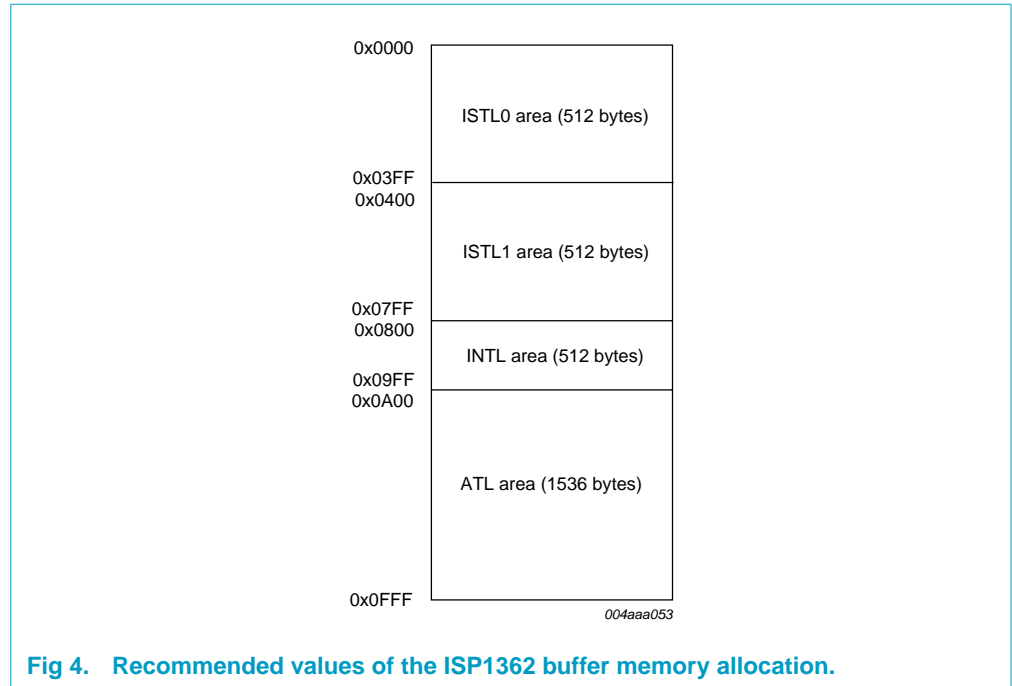 0x0000
ISTL0 area (512 bytes)
0x03FF
0x0400
ISTL1 area (512 bytes)
0x07FF
0x0800
INTL area (512 bytes)
0x09FF
0x0A00
ATL area (1536 bytes)
0x0FFF
004aaa053
Fig 4. Recommended values of the ISP1362 buffer memory allocation.